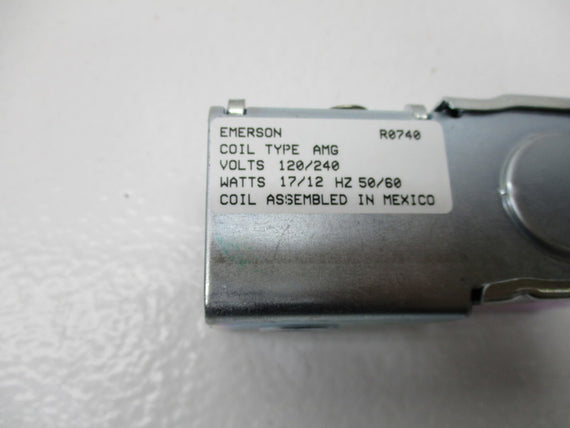 EMERSON R0740
COIL TYPE AMG
VOLTS 120/240
WATTS 17/12 HZ 50/60
COIL ASSEMBLED IN MEXICO